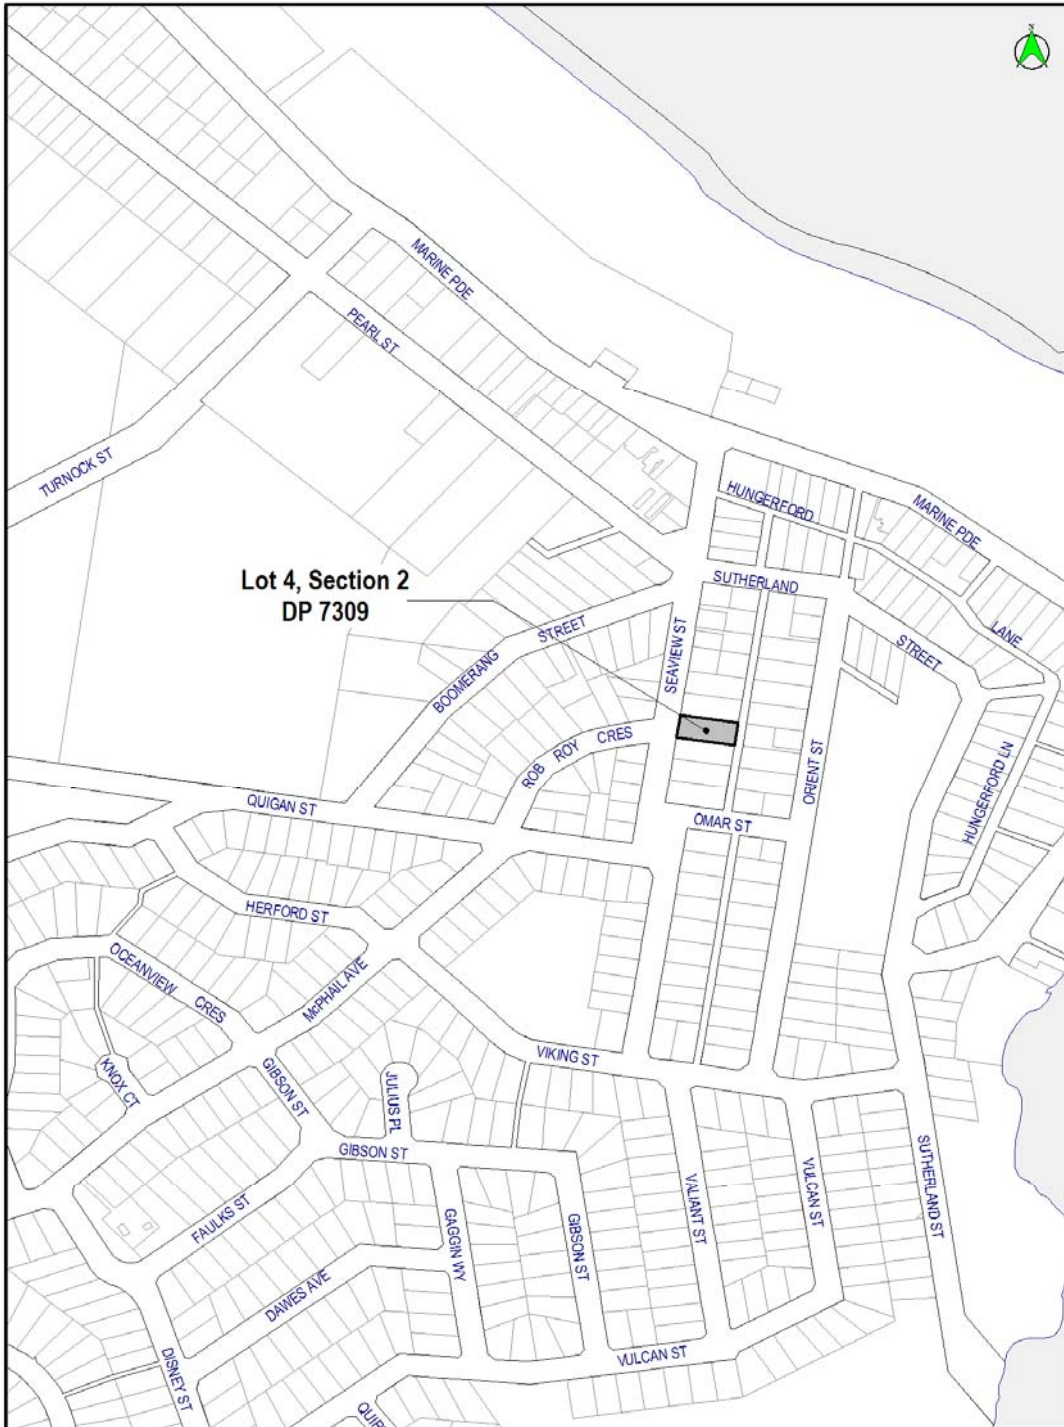 N
MARINE PDE
PEARL ST
TURNOCK ST
HUNGERFORD
MARINE PDE
Lot 4, Section 2
DP 7309
SUTHERLAND
STREET
LANE
BOOMERANG
STREET
SEAVIEW ST
ROB ROY CRES
ORIENT ST
HUNGERFORD LN
QUIGAN ST
OMAR ST
HERFORD ST
OCEANVIEW CRES
McPHAIL AVE
VIKING ST
KNOX CT
GIBSON ST
JULIUS PL
GIBSON ST
FAULKS ST
GAGGIN WY
GIBSON ST
VALIANT ST
VULCAN ST
SUTHERLAND ST
DAWES AVE
DISNEY ST
VULCAN ST